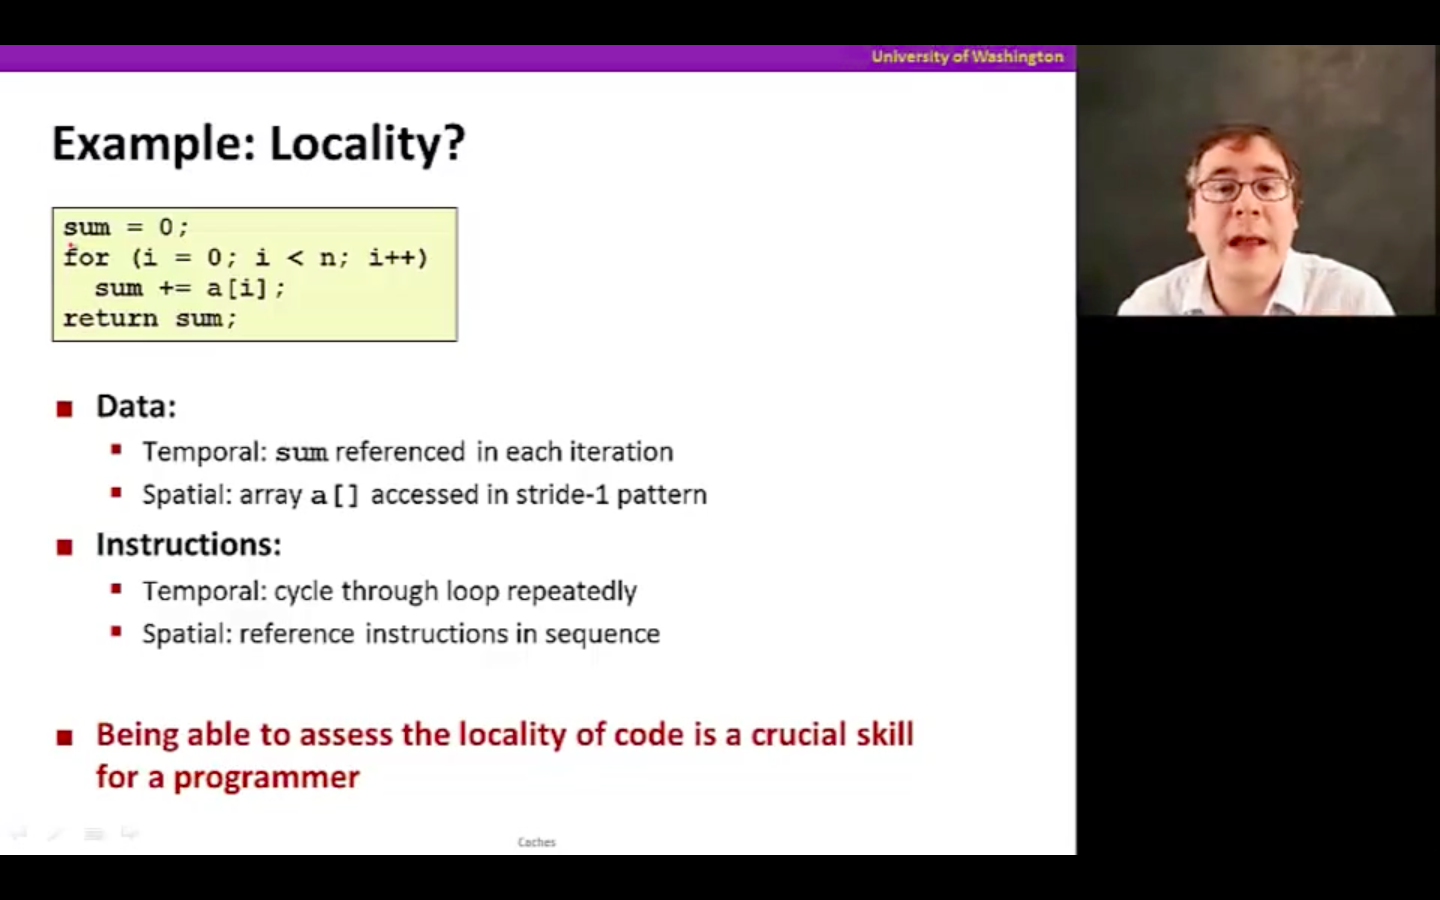 University of Washington
Example: Locality?
sum = 0;
for (i = 0; i < n; i++)
sum += a[i];
return sum;
Data:
Temporal: sum referenced in each iteration
Spatial: array a[] accessed in stride-1 pattern
Instructions:
Temporal: cycle through loop repeatedly
Spatial: reference instructions in sequence
Being able to assess the locality of code is a crucial skill
for a programmer
Caches